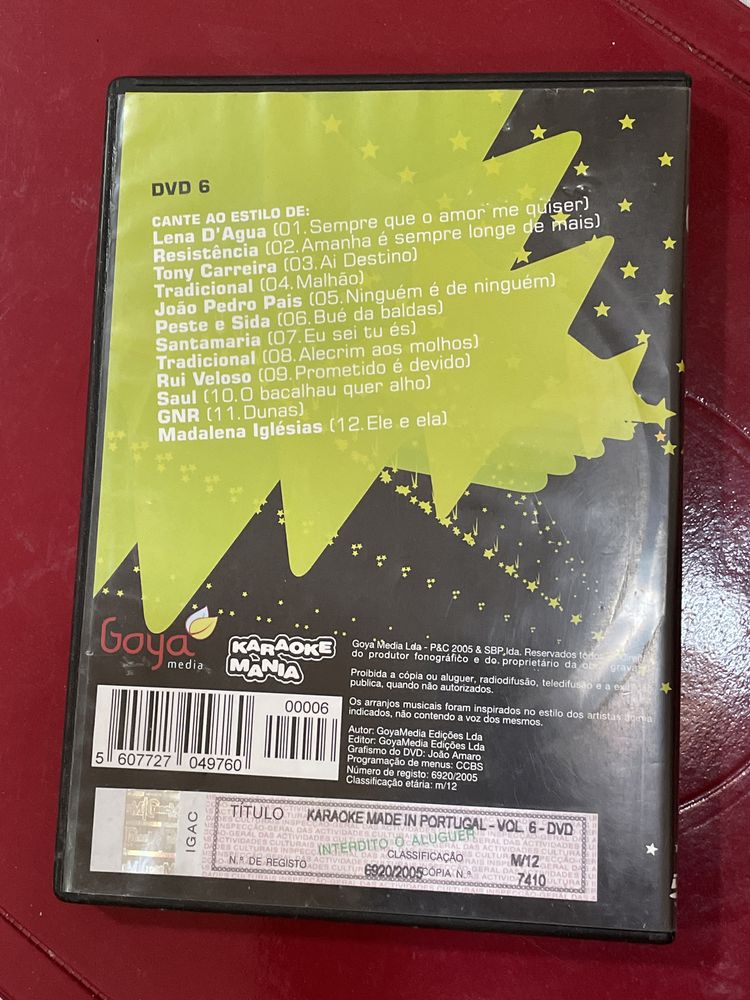 DVD 6
CANTE AO ESTILO DE:
Lena D'Agua (01.Sempre que o amor me quiser)
Resistência (02.Amanha é sempre longe de mais)
Tony Carreira (03.Ai Destino)
Tradicional (04.Malhão)
João Pedro Pais (05.Ninguém é de ninguém)
Peste e Sida (06.Bué da baldas)
Santamaria (07.Eu sei tu és)
Tradicional (08.Alecrim aos molhos)
Rui Veloso (09.Prometido é devido)
Saul (10.O bacalhau quer alho)
GNR (11.Dunas)
Madalena Iglésias (12.Ele e ela)
Goya
media
KARAOKE
MANIA
Goya Media Lda - P&C 2005 & SBP,lda. Reservados todos
do produtor fonográfico e do proprietário da
Proibida a cópia ou aluguer, radiodifusão, teledifusão e a
publica, quando não autorizados.
Os arranjos musicais foram inspirados no estilo dos artistas
indicados, não contendo a voz dos mesmos.
Autor: GoyaMedia Edições Lda
Editor: GoyaMedia Edições Lda
Grafismo do DVD: João Amaro
Programação de menus: CCBS
Número de registo: 6920/2005
Classificação etária: m/12
00006
5 607727 049760
IGAC
TÍTULO KARAOKE MADE IN PORTUGAL - VOL. 6 - DVD
INTERDITO O ALUGUER
CLASSIFICAÇÃO M/12
N.º DE REGISTO 6920/2005 CÓPIA N.º 7410